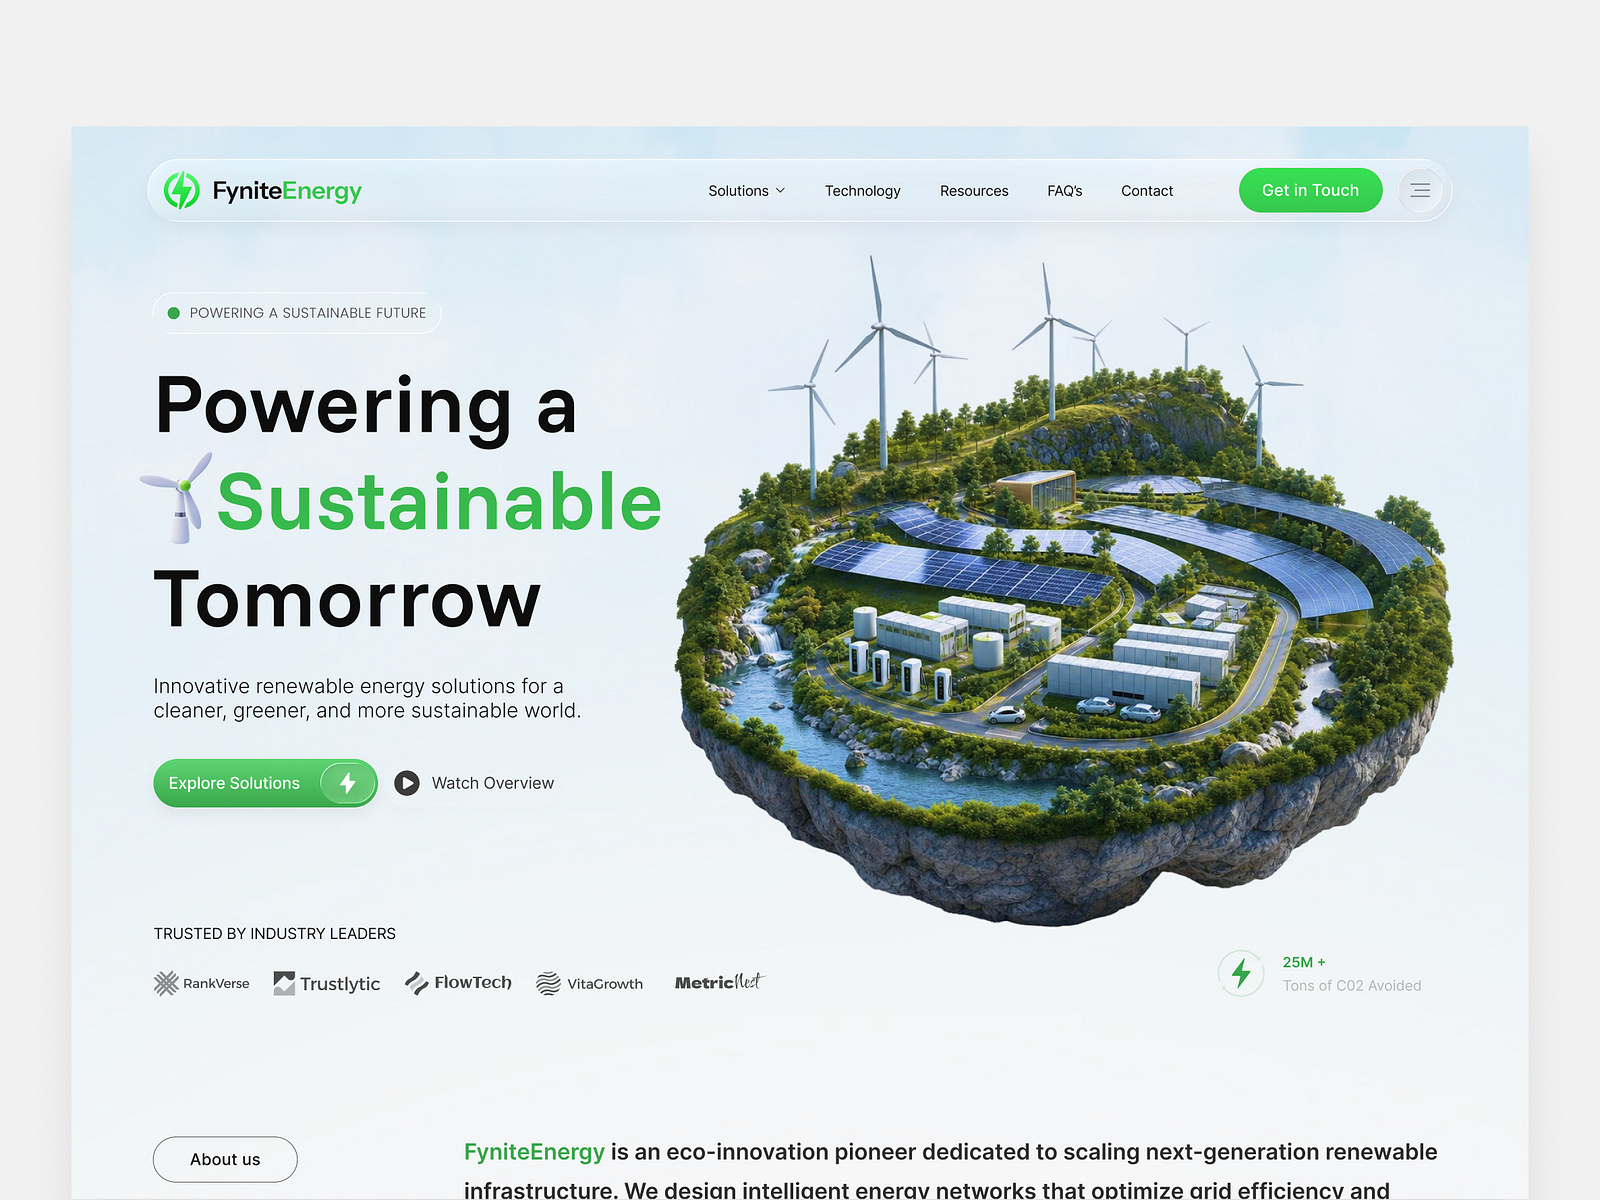 FyniteEnergy
Solutions
Technology
Resources
FAQ's
Contact
Get in Touch
POWERING A SUSTAINABLE FUTURE
Powering a
Sustainable
Tomorrow
Innovative renewable energy solutions for a
cleaner, greener, and more sustainable world.
Explore Solutions
Watch Overview
TRUSTED BY INDUSTRY LEADERS
RankVerse
Trustlytic
FlowTech
VitaGrowth
MetricNest
25M +
Tons of C02 Avoided
About us
FyniteEnergy is an eco-innovation pioneer dedicated to scaling next-generation renewable
infrastructure. We design intelligent energy networks that optimize grid efficiency and